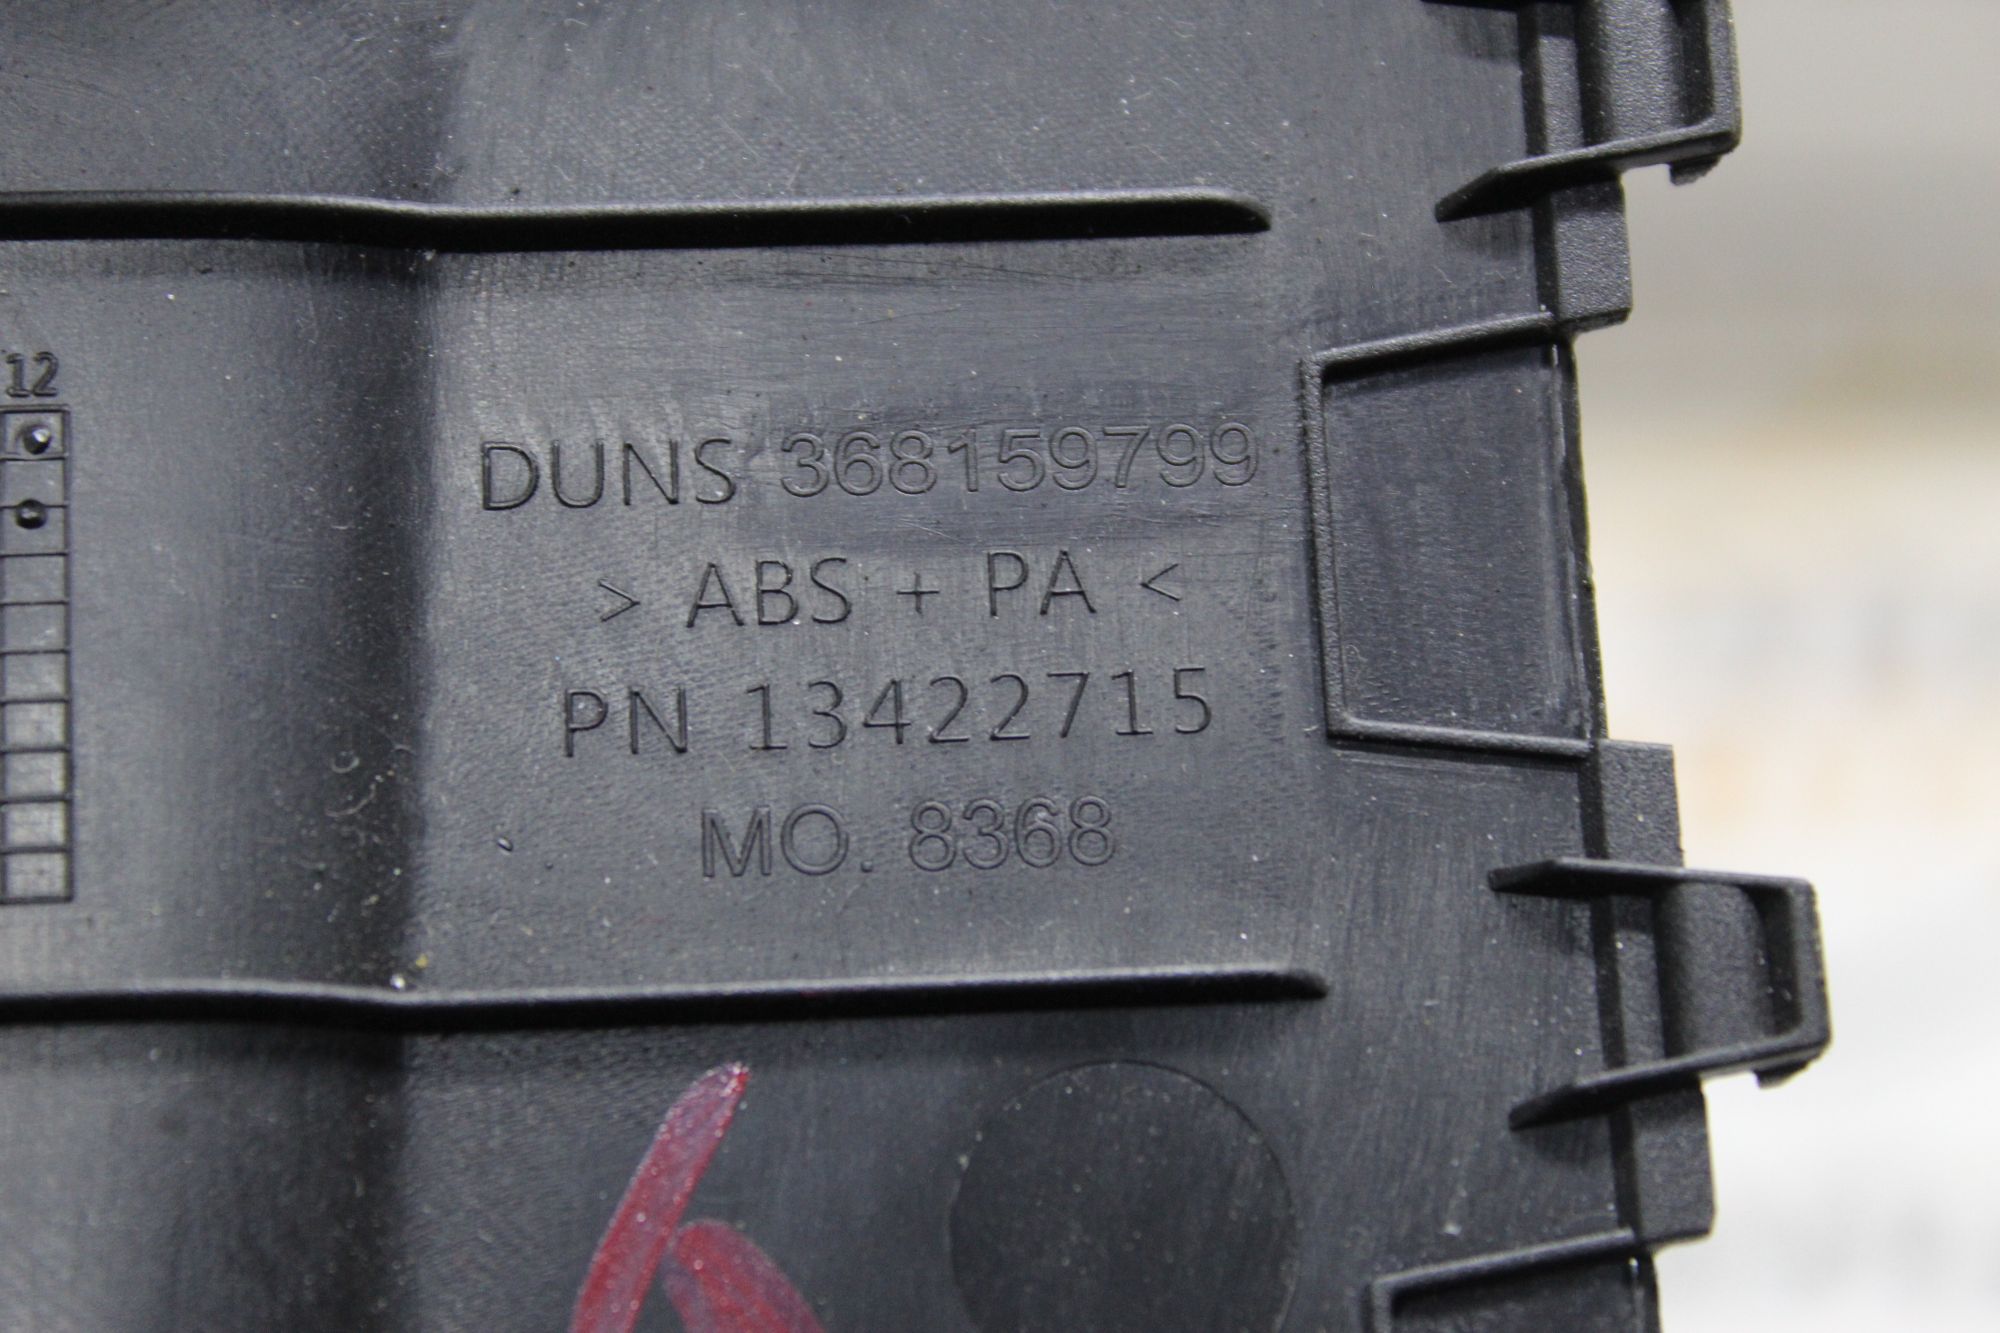 12
DUNS 368159799
> ABS + PA <
PN 13422715
MO. 8368